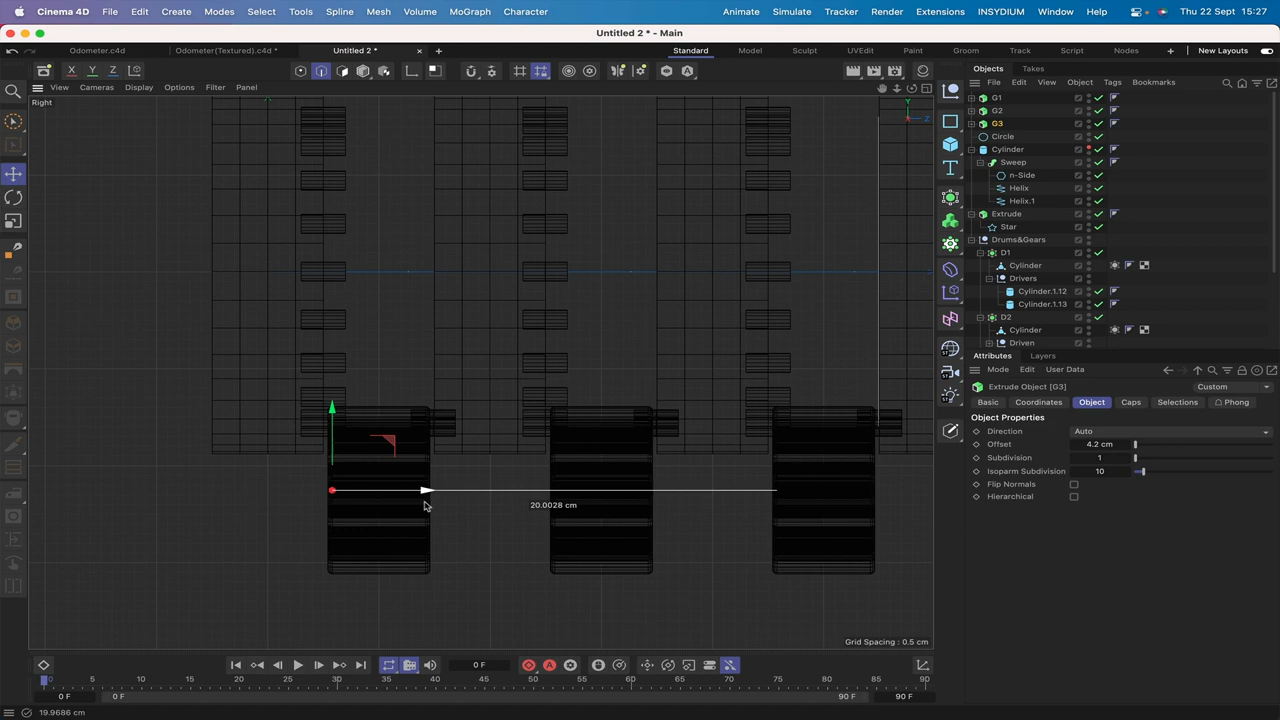 Cinema 4D File Edit Create Modes Select Tools Spline Mesh Volume MoGraph Character Animate Simulate Tracker Render Extensions INSYDIUM Window Help Thu 22 Sept 15:27
Untitled 2 * - Main
Odometer.c4d Odometer(Textured).c4d * Untitled 2 * × + Standard Model Sculpt UVEdit Paint Groom Track Script Nodes + New Layouts
X Y Z
View Cameras Display Options Filter Panel
Right
Y
Z
20.0028 cm
Grid Spacing : 0.5 cm
Objects Takes
File Edit View Object Tags Bookmarks
G1
G2
G3
Circle
Cylinder
Sweep
n-Side
Helix
Helix.1
Extrude
Star
Drums&Gears
D1
Cylinder
Drivers
Cylinder.1.12
Cylinder.1.13
D2
Cylinder
Driven
Attributes Layers
Mode Edit User Data
Extrude Object [G3] Custom
Basic Coordinates Object Caps Selections Phong
Object Properties
Direction Auto
Offset 4.2 cm
Subdivision 1
Isoparm Subdivision 10
Flip Normals
Hierarchical
ST
ST
ST
0 F
0 5 10 15 20 25 30 35 40 45 50 55 60 65 70 75 80 85 90
0 F 0 F 90 F 90 F
19.9686 cm